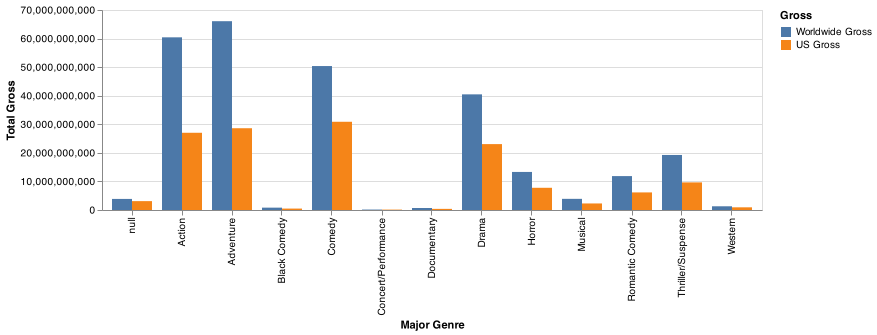 70,000,000,000
60,000,000,000
50,000,000,000
40,000,000,000
30,000,000,000
20,000,000,000
10,000,000,000
0
Total Gross
null
Action
Adventure
Black Comedy
Comedy
Concert/Performance
Documentary
Drama
Horror
Musical
Romantic Comedy
Thriller/Suspense
Western
Major Genre
Gross
Worldwide Gross
US Gross